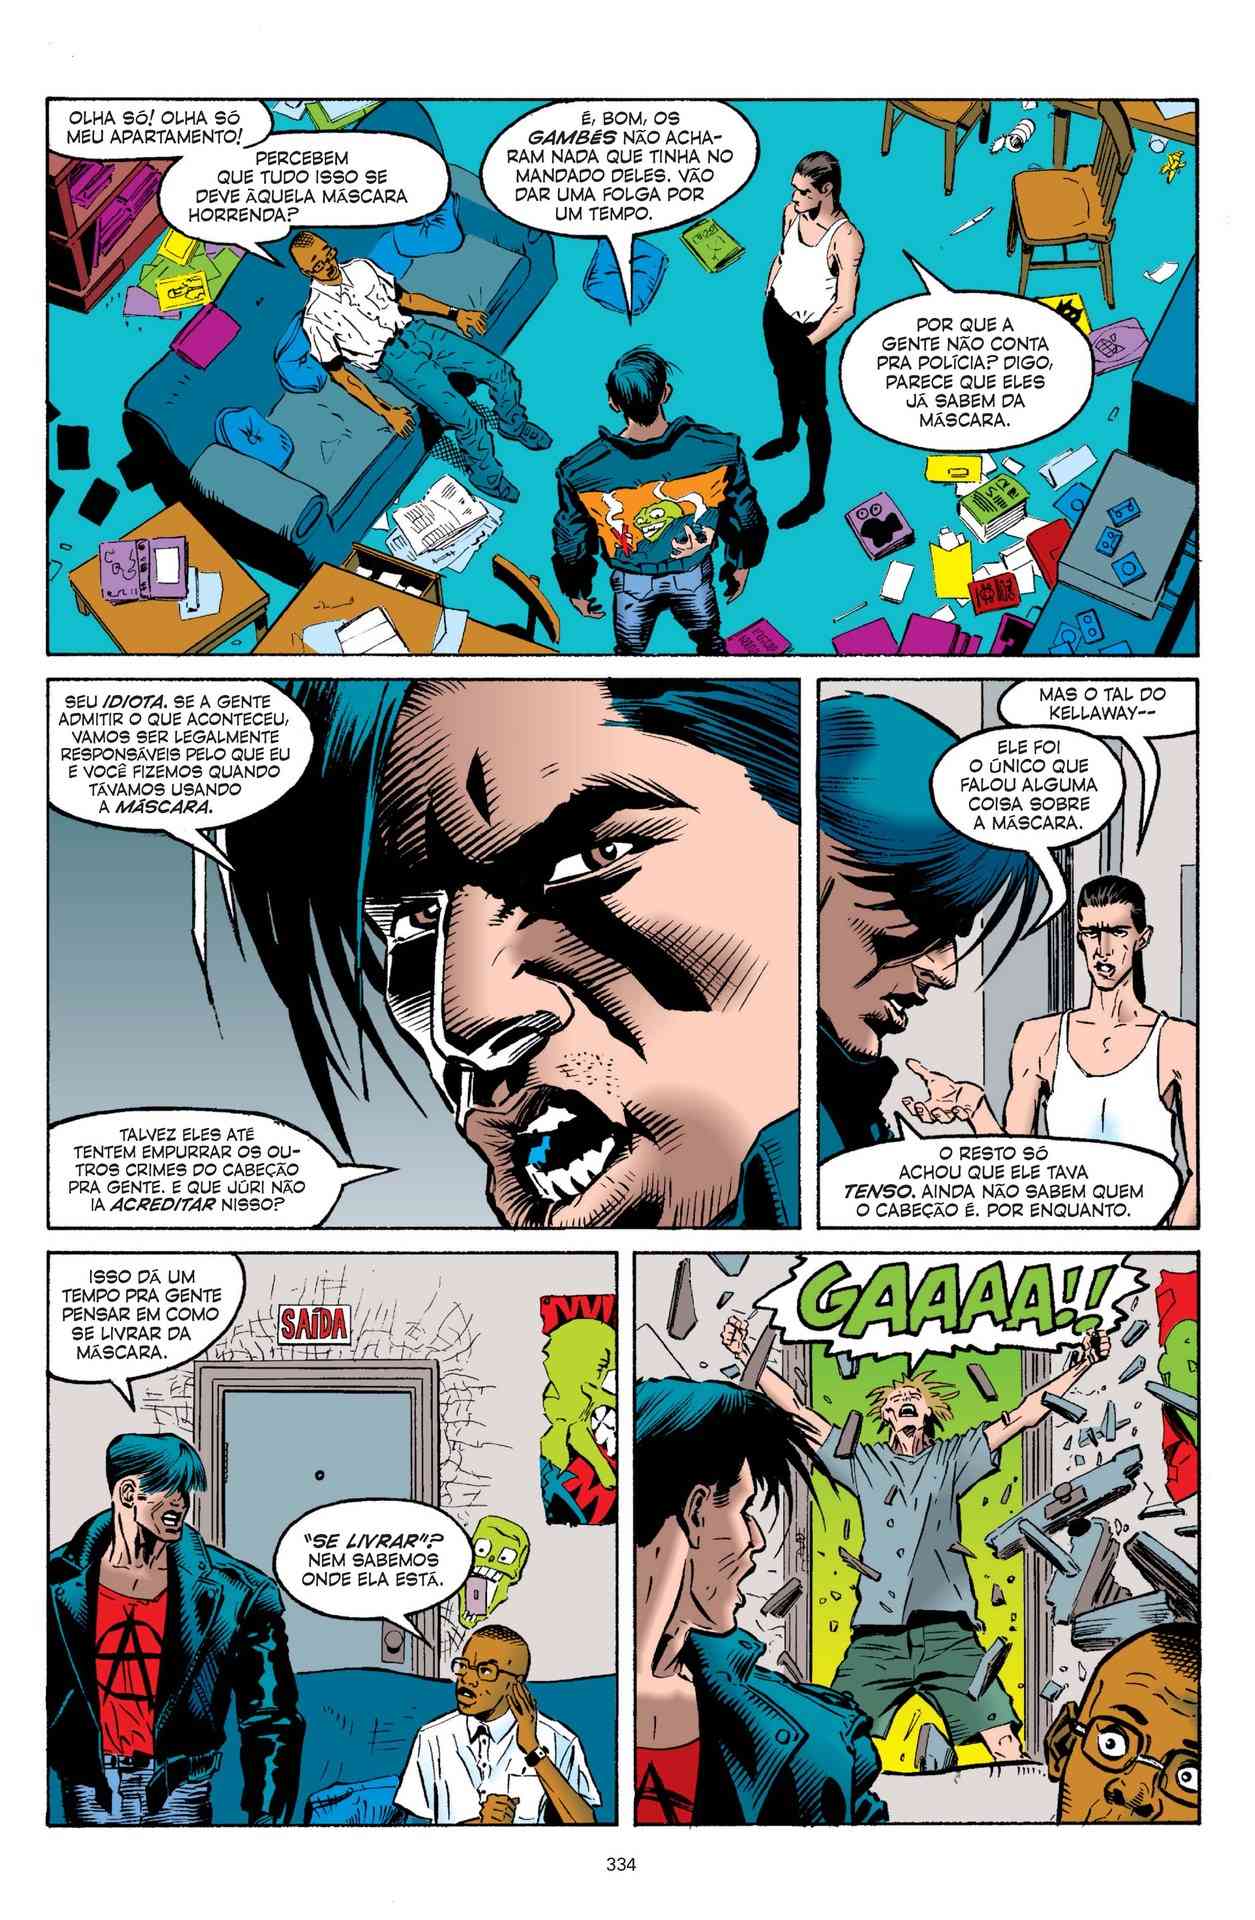 OLHA SÓ! OLHA SÓ
MEU APARTAMENTO!
PERCEBEM
QUE TUDO ISSO SE
DEVE ÀQUELA MÁSCARA
HORRENDA?
É, BOM, OS
GAMBÉS NÃO ACHA-
RAM NADA QUE TINHA NO
MANDADO DELES. VÃO
DAR UMA FOLGA POR
UM TEMPO.
POR QUE A
GENTE NÃO CONTA
PRA POLÍCIA? DIGO,
PARECE QUE ELES
JÁ SABEM DA
MÁSCARA.
SEU IDIOTA. SE A GENTE
ADMITIR O QUE ACONTECEU,
VAMOS SER LEGALMENTE
RESPONSÁVEIS PELO QUE EU
E VOCÊ FIZEMOS QUANDO
TÁVAMOS USANDO
A MÁSCARA.
TALVEZ ELES ATÉ
TENTEM EMPURRAR OS OU-
TROS CRIMES DO CABEÇÃO
PRA GENTE. E QUE JÚRI NÃO
IA ACREDITAR NISSO?
MAS O TAL DO
KELLAWAY--
ELE FOI
O ÚNICO QUE
FALOU ALGUMA
COISA SOBRE
A MÁSCARA.
O RESTO SÓ
ACHOU QUE ELE TAVA
TENSO. AINDA NÃO SABEM QUEM
O CABEÇÃO É. POR ENQUANTO.
ISSO DÁ UM
TEMPO PRA GENTE
PENSAR EM COMO
SE LIVRAR DA
MÁSCARA.
SAÍDA
"SE LIVRAR"?
NEM SABEMOS
ONDE ELA ESTÁ.
GAAAA!!
334